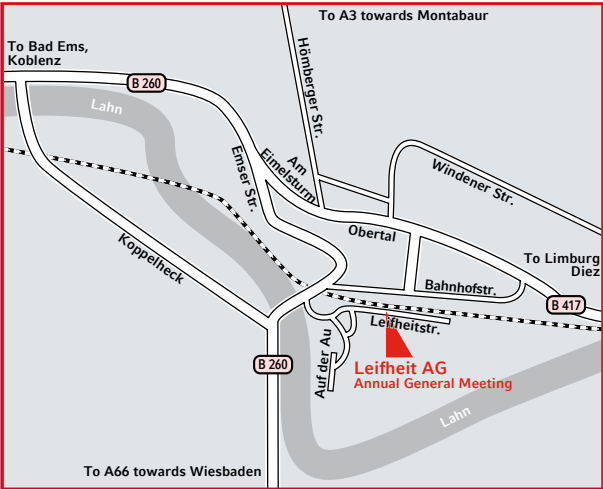 To A3 towards Montabaur
To Bad Ems,
Koblenz
B 260
Lahn
Hömberger Str.
Am
Eimelsturm
Emser Str.
Windener Str.
Koppelheck
Obertal
To Limburg
Diez
Bahnhofstr.
B 417
Leifheitstr.
Auf der Au
B 260
Leifheit AG
Annual General Meeting
Lahn
To A66 towards Wiesbaden